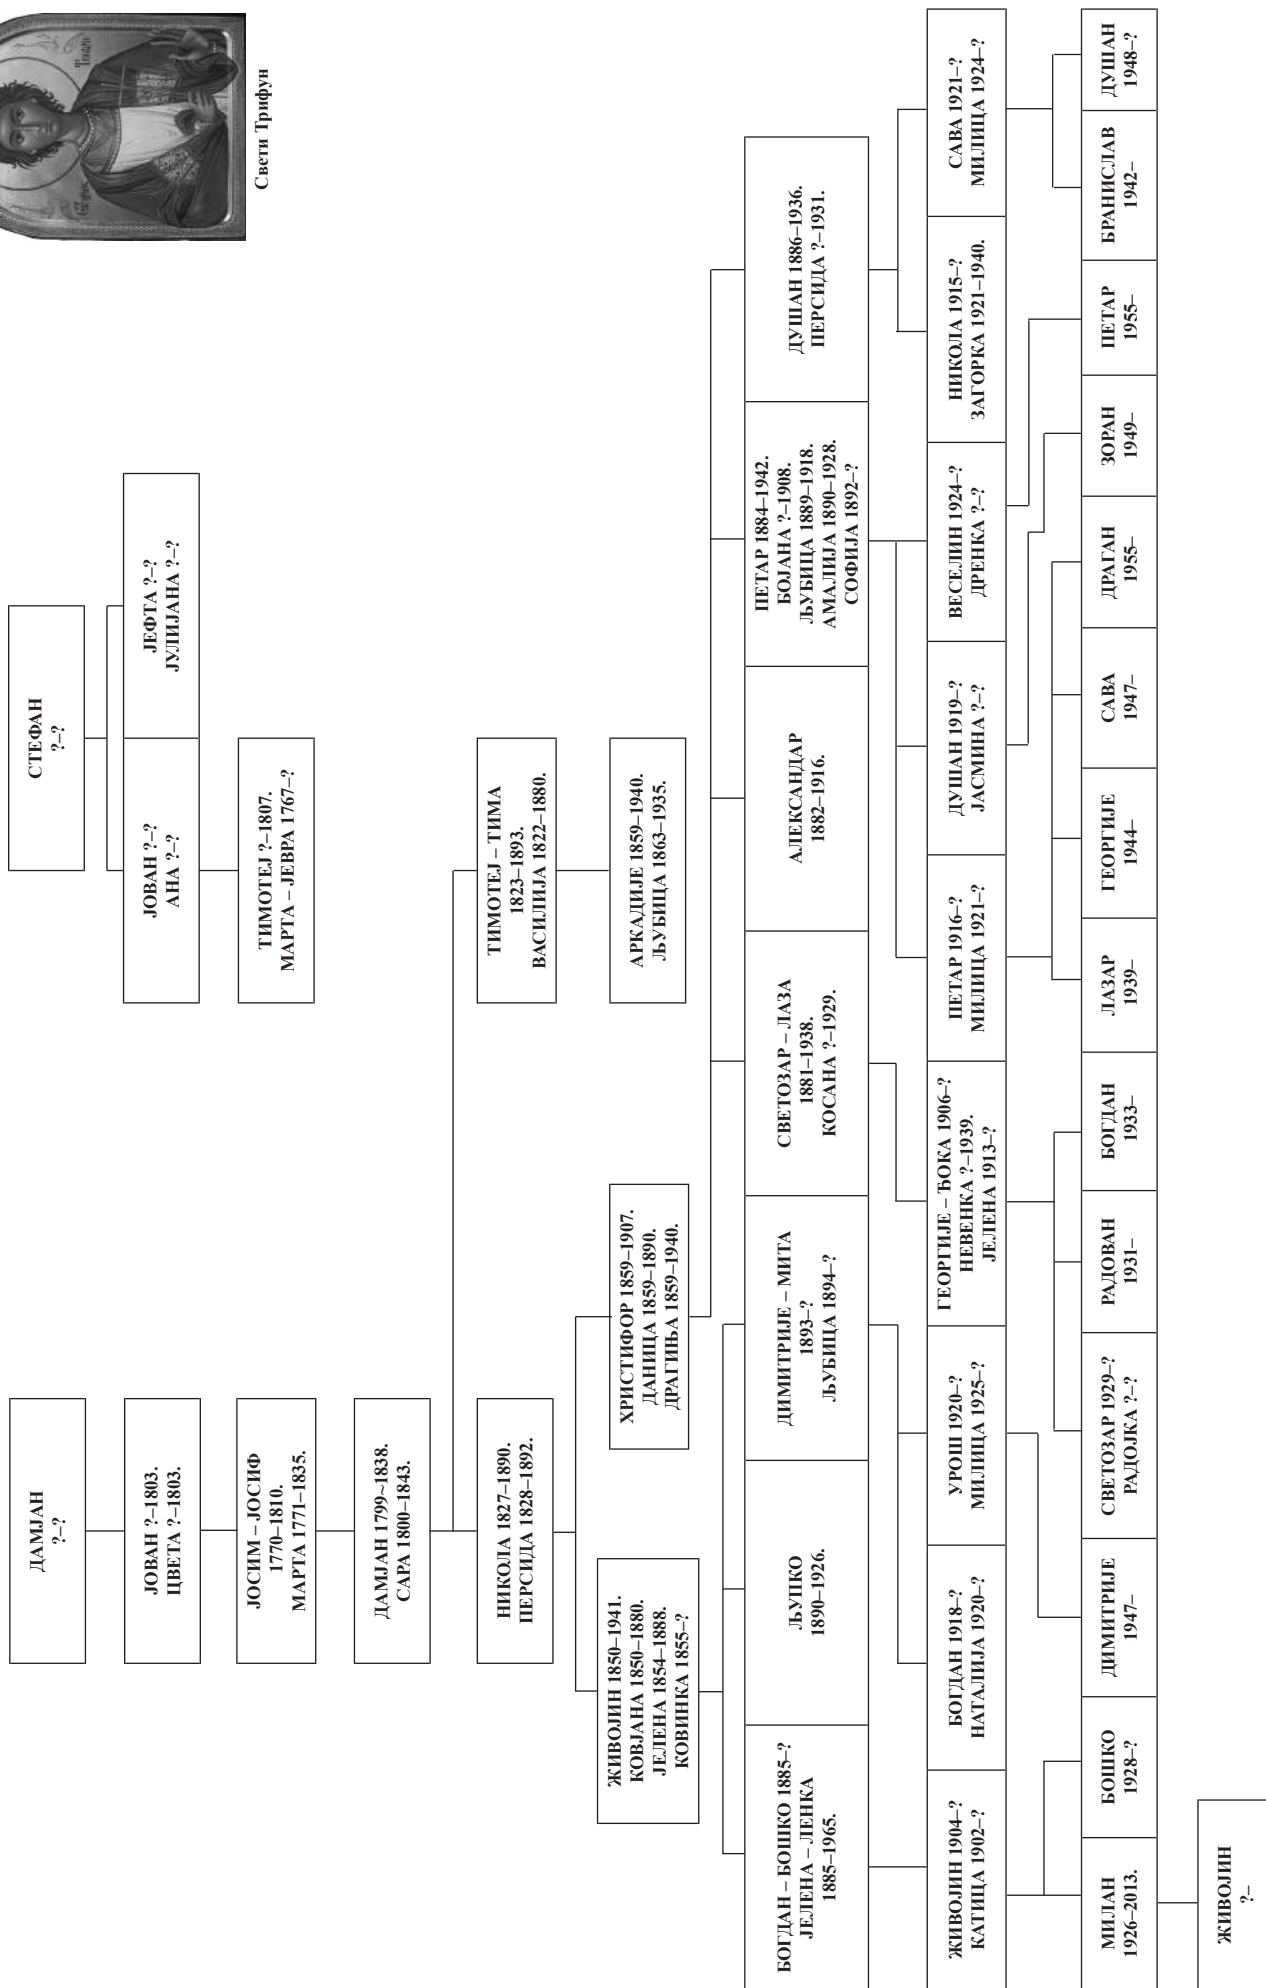 Свети Трифун
ДАМЈАН
?–?
СТЕФАН
?–?
ЈОВАН ?–1803.
ЦВЕТА ?–1803.
ЈОВАН ?–?
АНА ?–?
ЈЕФТА ?–?
ЈУЛИЈАНА ?–?
ЈОСИМ – ЈОСИФ
1770–1810.
МАРТА 1771–1835.
ТИМОТЕЈ ?–1807.
МАРТА – ЈЕВРА 1767–?
ДАМЈАН 1799~1838.
САРА 1800–1843.
НИКОЛА 1827–1890.
ПЕРСИДА 1828–1892.
ТИМОТЕЈ – ТИМА
1823–1893.
ВАСИЛИЈА 1822–1880.
ЖИВОЈИН 1850–1941.
КОВЈАНА 1850–1880.
ЈЕЛЕНА 1854–1888.
КОВИНКА 1855–?
ХРИСТИФОР 1859–1907.
ДАНИЦА 1859–1890.
ДРАГИЊА 1859–1940.
АРКАДИЈЕ 1859–1940.
ЉУБИЦА 1863–1935.
БОГДАН – БОШКО 1885–?
ЈЕЛЕНА – ЛЕНКА
1885–1965.
ЉУПКО
1890–1926.
ДИМИТРИЈЕ – МИТА
1893–?
ЉУБИЦА 1894–?
СВЕТОЗАР – ЛАЗА
1881–1938.
КОСАНА ?–1929.
АЛЕКСАНДАР
1882–1916.
ПЕТАР 1884–1942.
БОЈАНА ?–1908.
ЉУБИЦА 1889–1918.
АМАЛИЈА 1890–1928.
СОФИЈА 1892–?
ДУШАН 1886–1936.
ПЕРСИДА ?–1931.
ЖИВОЈИН 1904–?
КАТИЦА 1902–?
БОГДАН 1918–?
НАТАЛИЈА 1920–?
УРОШ 1920–?
МИЛИЦА 1925–?
ГЕОРГИЈЕ – ЂОКА 1906–?
НЕВЕНКА ?–1939.
ЈЕЛЕНА 1913–?
ПЕТАР 1916–?
МИЛИЦА 1921–?
ДУШАН 1919–?
ЈАСМИНА ?–?
ВЕСЕЛИН 1924–?
ДРЕНКА ?–?
НИКОЛА 1915–?
ЗАГОРКА 1921–1940.
САВА 1921–?
МИЛИЦА 1924–?
МИЛАН
1926–2013.
БОШКО
1928–?
ДИМИТРИЈЕ
1947–
СВЕТОЗАР 1929–?
РАДОЈКА ?–?
РАДОВАН
1931–
БОГДАН
1933–
ЛАЗАР
1939–
ГЕОРГИЈЕ
1944–
САВА
1947–
ДРАГАН
1955–
ЗОРАН
1949–
ПЕТАР
1955–
БРАНИСЛАВ
1942–
ДУШАН
1948–?
ЖИВОЈИН
?–